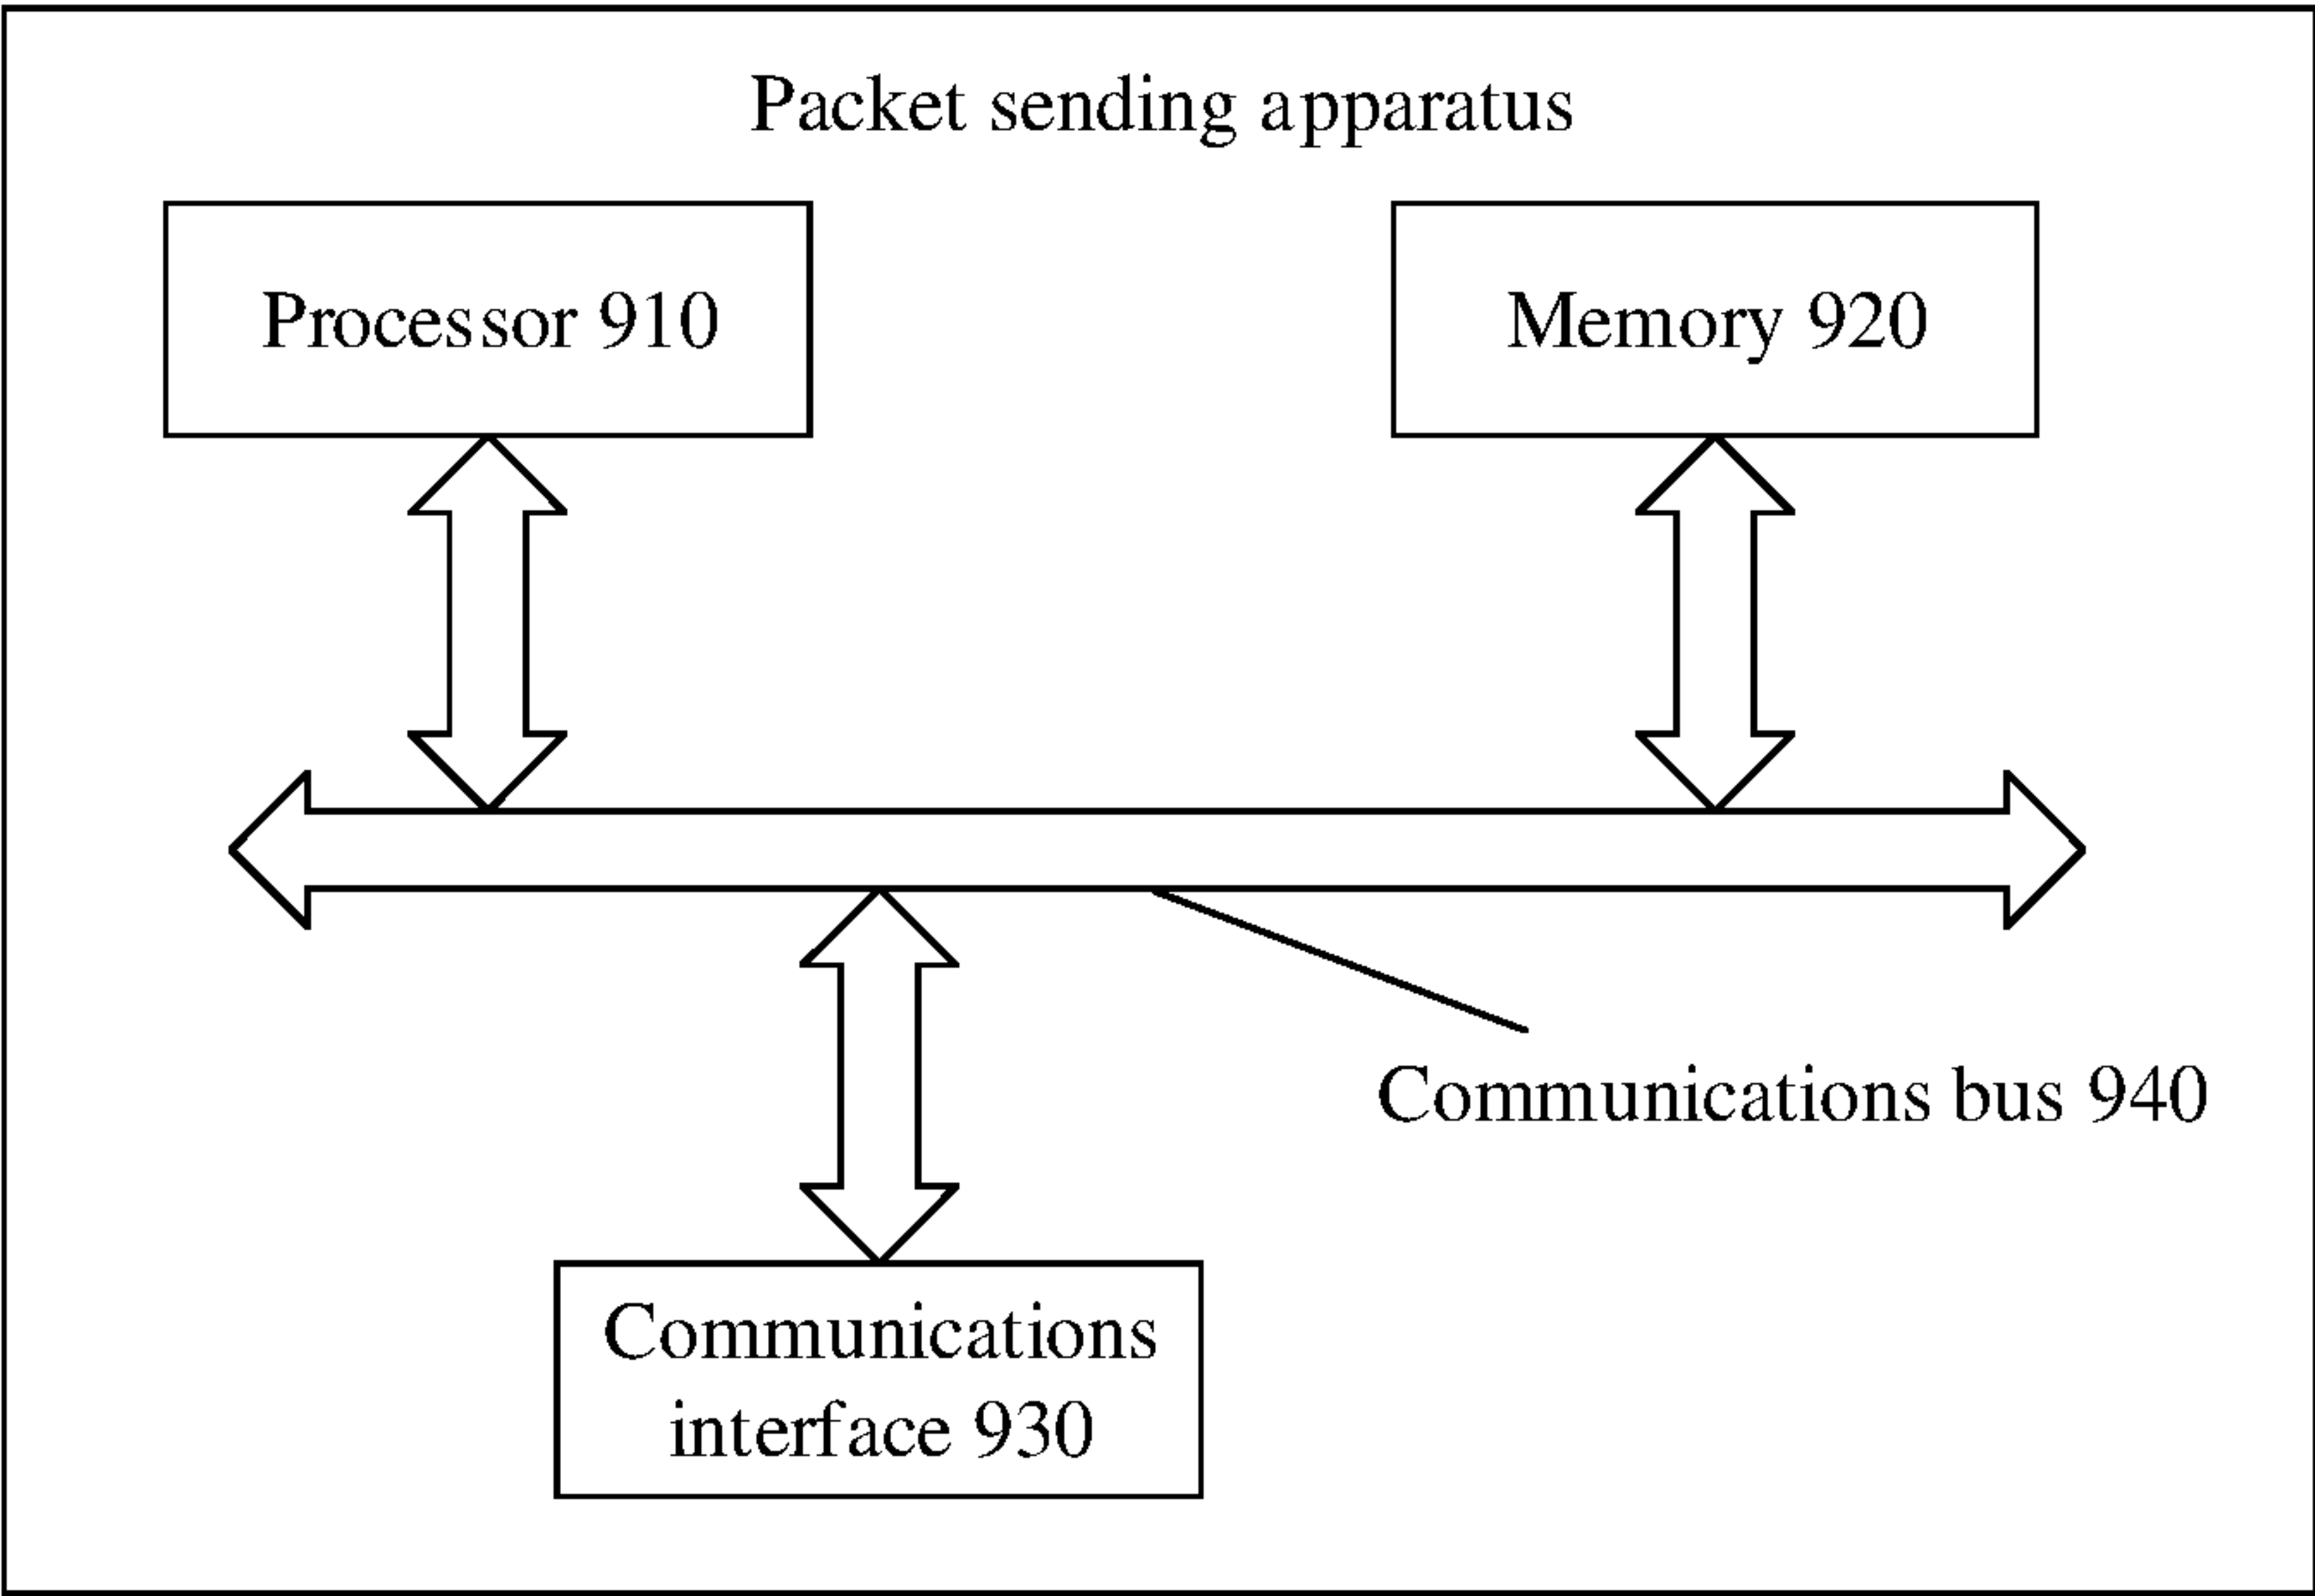 Packet sending apparatus
Processor 910
Memory 920
Communications bus 940
Communications
interface 930